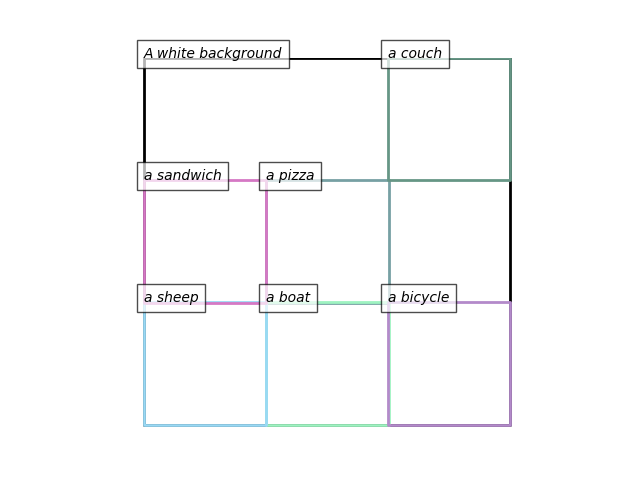 A white background
a couch
a sandwich
a pizza
a sheep
a boat
a bicycle